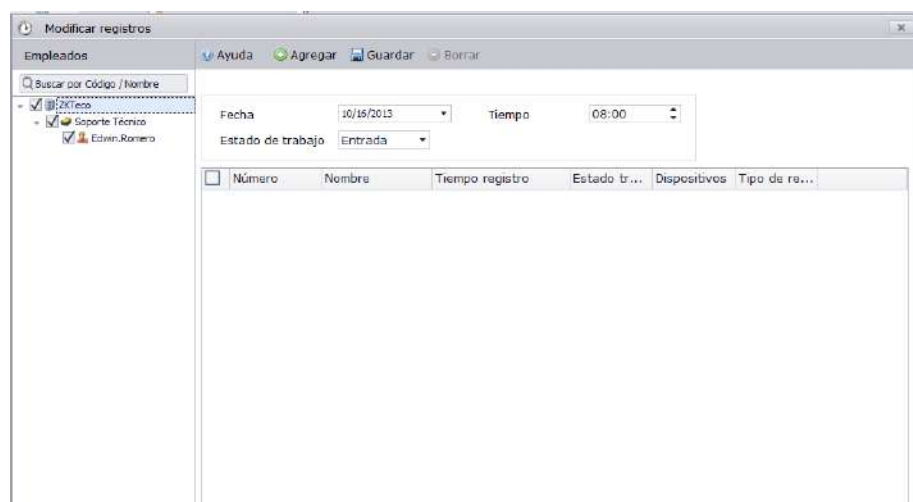 Modificar registros
Empleados
Ayuda Agregar Guardar Borrar
Buscar por Código / Nombre
ZKTeco
Soporte Técnico
Edwin.Romero
Fecha 10/16/2013 Tiempo 08:00
Estado de trabajo Entrada
Número Nombre Tiempo registro Estado tr... Dispositivos Tipo de re...